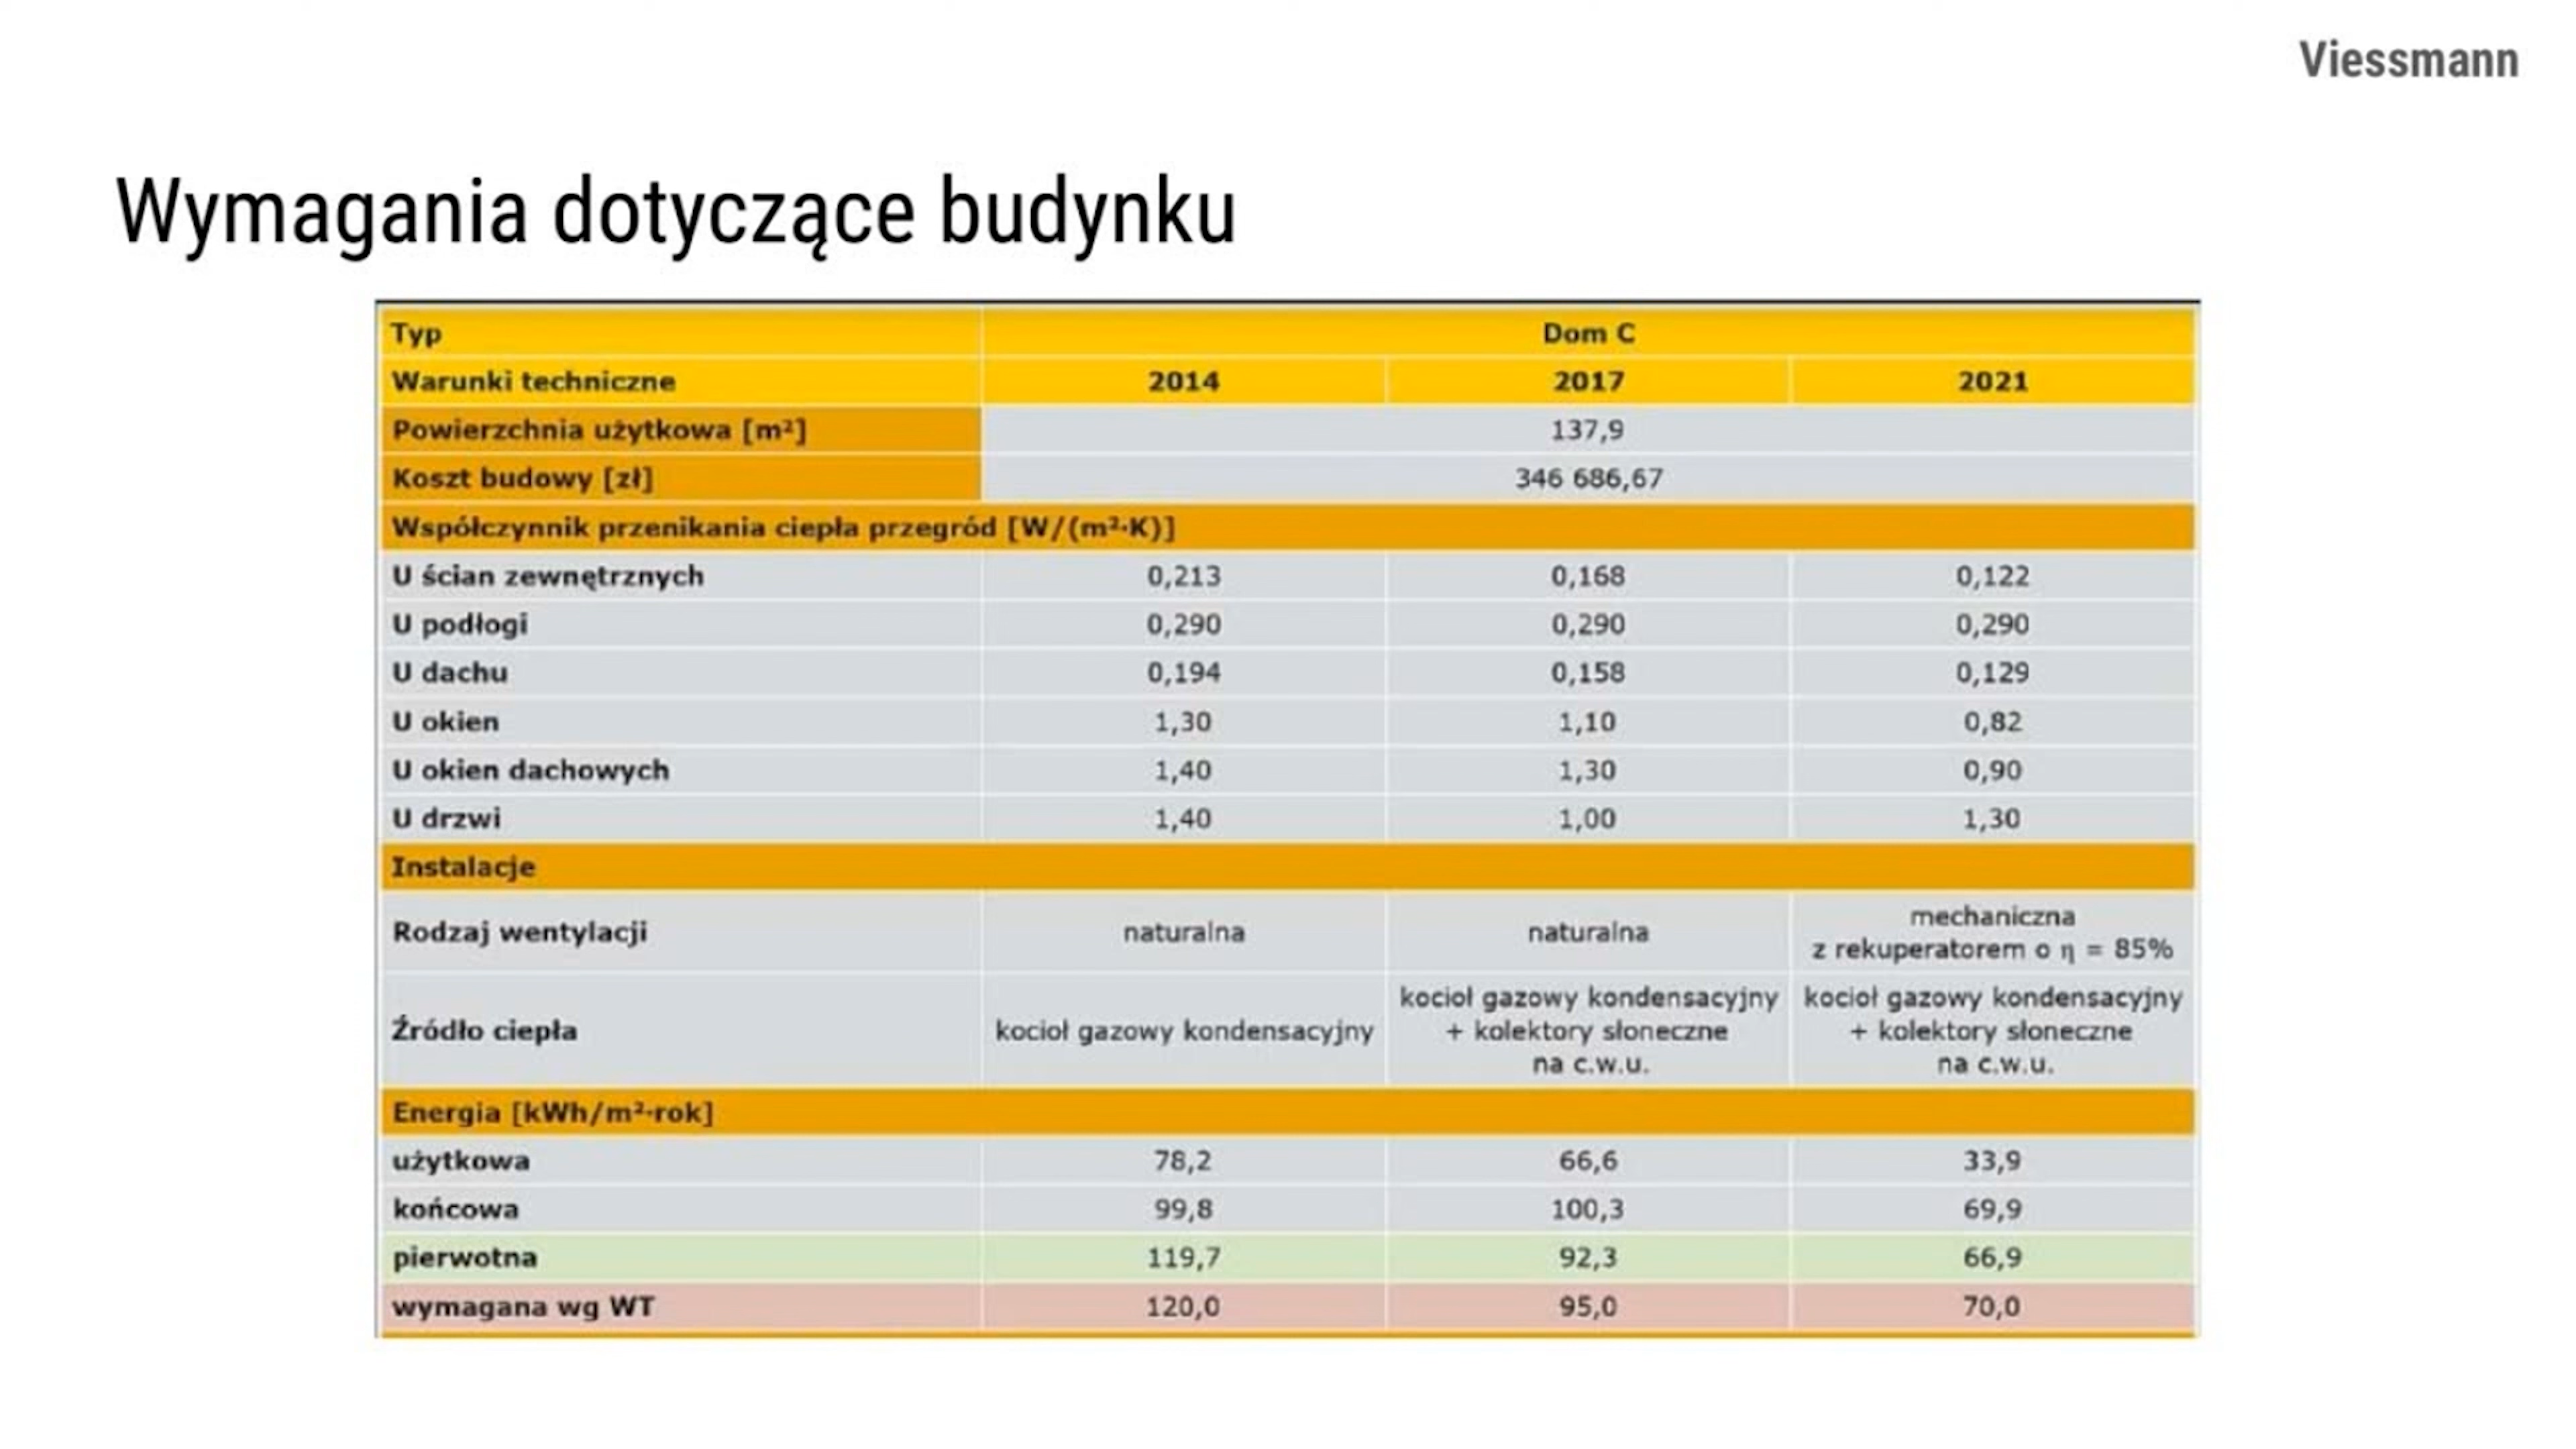 Viessmann
Wymagania dotyczące budynku
Typ Dom C
Warunki techniczne 2014 2017 2021
Powierzchnia użytkowa [m²] 137,9
Koszt budowy [zł] 346 686,67
Współczynnik przenikania ciepła przegród [W/(m²·K)]
U ścian zewnętrznych 0,213 0,168 0,122
U podłogi 0,290 0,290 0,290
U dachu 0,194 0,158 0,129
U okien 1,30 1,10 0,82
U okien dachowych 1,40 1,30 0,90
U drzwi 1,40 1,00 1,30
Instalacje
Rodzaj wentylacji naturalna naturalna mechaniczna
z rekuperatorem o η = 85%
Źródło ciepła kocioł gazowy kondensacyjny kocioł gazowy kondensacyjny kocioł gazowy kondensacyjny
+ kolektory słoneczne + kolektory słoneczne
na c.w.u. na c.w.u.
Energia [kWh/m²·rok]
użytkowa 78,2 66,6 33,9
końcowa 99,8 100,3 69,9
pierwotna 119,7 92,3 66,9
wymagana wg WT 120,0 95,0 70,0